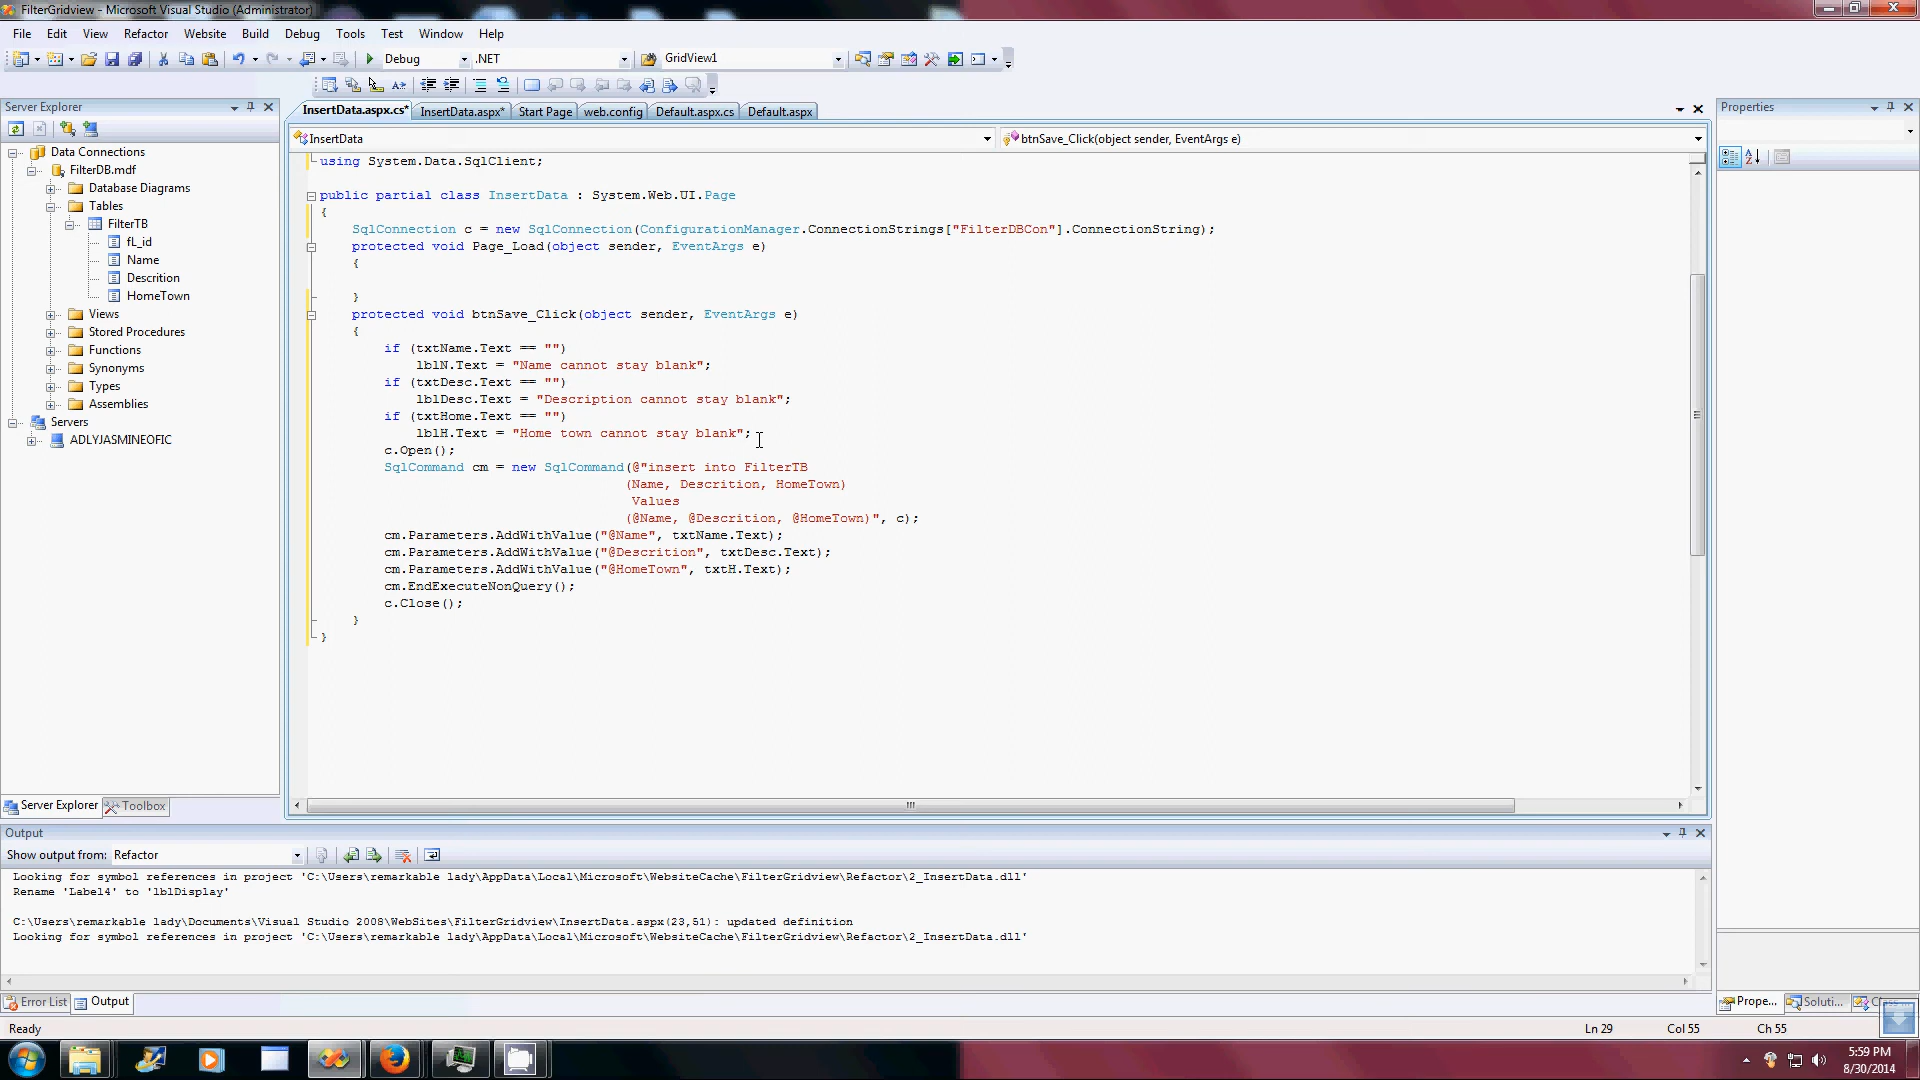 FilterGridview - Microsoft Visual Studio (Administrator)
File Edit View Refactor Website Build Debug Tools Test Window Help
Debug .NET GridView1
Server Explorer
InsertData.aspx.cs* InsertData.aspx* Start Page web.config Default.aspx.cs Default.aspx
Properties
InsertData btnSave_Click(object sender, EventArgs e)
Data Connections
FilterDB.mdf
Database Diagrams
Tables
FilterTB
fL_id
Name
Descrition
HomeTown
Views
Stored Procedures
Functions
Synonyms
Types
Assemblies
Servers
ADLYJASMINEOFIC
using System.Data.SqlClient;
public partial class InsertData : System.Web.UI.Page
{
SqlConnection c = new SqlConnection(ConfigurationManager.ConnectionStrings["FilterDBCon"].ConnectionString);
protected void Page_Load(object sender, EventArgs e)
{
}
protected void btnSave_Click(object sender, EventArgs e)
{
if (txtName.Text == "")
lblN.Text = "Name cannot stay blank";
if (txtDesc.Text == "")
lblDesc.Text = "Description cannot stay blank";
if (txtHome.Text == "")
lblH.Text = "Home town cannot stay blank";
c.Open();
SqlCommand cm = new SqlCommand(@"insert into FilterTB
(Name, Descrition, HomeTown)
Values
(@Name, @Descrition, @HomeTown)", c);
cm.Parameters.AddWithValue("@Name", txtName.Text);
cm.Parameters.AddWithValue("@Descrition", txtDesc.Text);
cm.Parameters.AddWithValue("@HomeTown", txtH.Text);
cm.EndExecuteNonQuery();
c.Close();
}
}
Server Explorer Toolbox
Output
Show output from: Refactor
Looking for symbol references in project 'C:\Users\remarkable lady\AppData\Local\Microsoft\WebsiteCache\FilterGridview\Refactor\2_InsertData.dll'
Rename 'Label4' to 'lblDisplay'
C:\Users\remarkable lady\Documents\Visual Studio 2008\WebSites\FilterGridview\InsertData.aspx(23,51): updated definition
Looking for symbol references in project 'C:\Users\remarkable lady\AppData\Local\Microsoft\WebsiteCache\FilterGridview\Refactor\2_InsertData.dll'
Error List Output
Prope... Soluti...
Ready Ln 29 Col 55 Ch 55
5:59 PM
8/30/2014